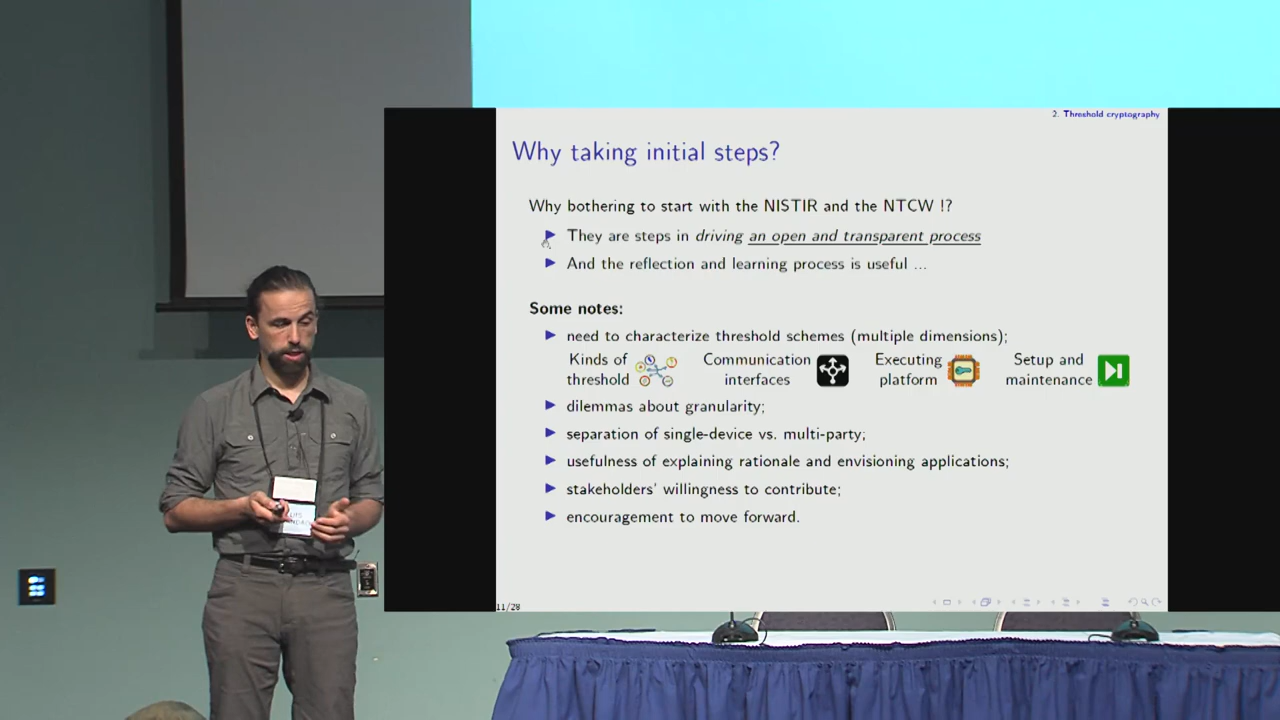 2. Threshold cryptography
Why taking initial steps?
Why bothering to start with the NISTIR and the NTCW !?
They are steps in driving an open and transparent process
And the reflection and learning process is useful ...
Some notes:
need to characterize threshold schemes (multiple dimensions);
Kinds of threshold
Communication interfaces
Executing platform
Setup and maintenance
dilemmas about granularity;
separation of single-device vs. multi-party;
usefulness of explaining rationale and envisioning applications;
stakeholders' willingness to contribute;
encouragement to move forward.
11/28